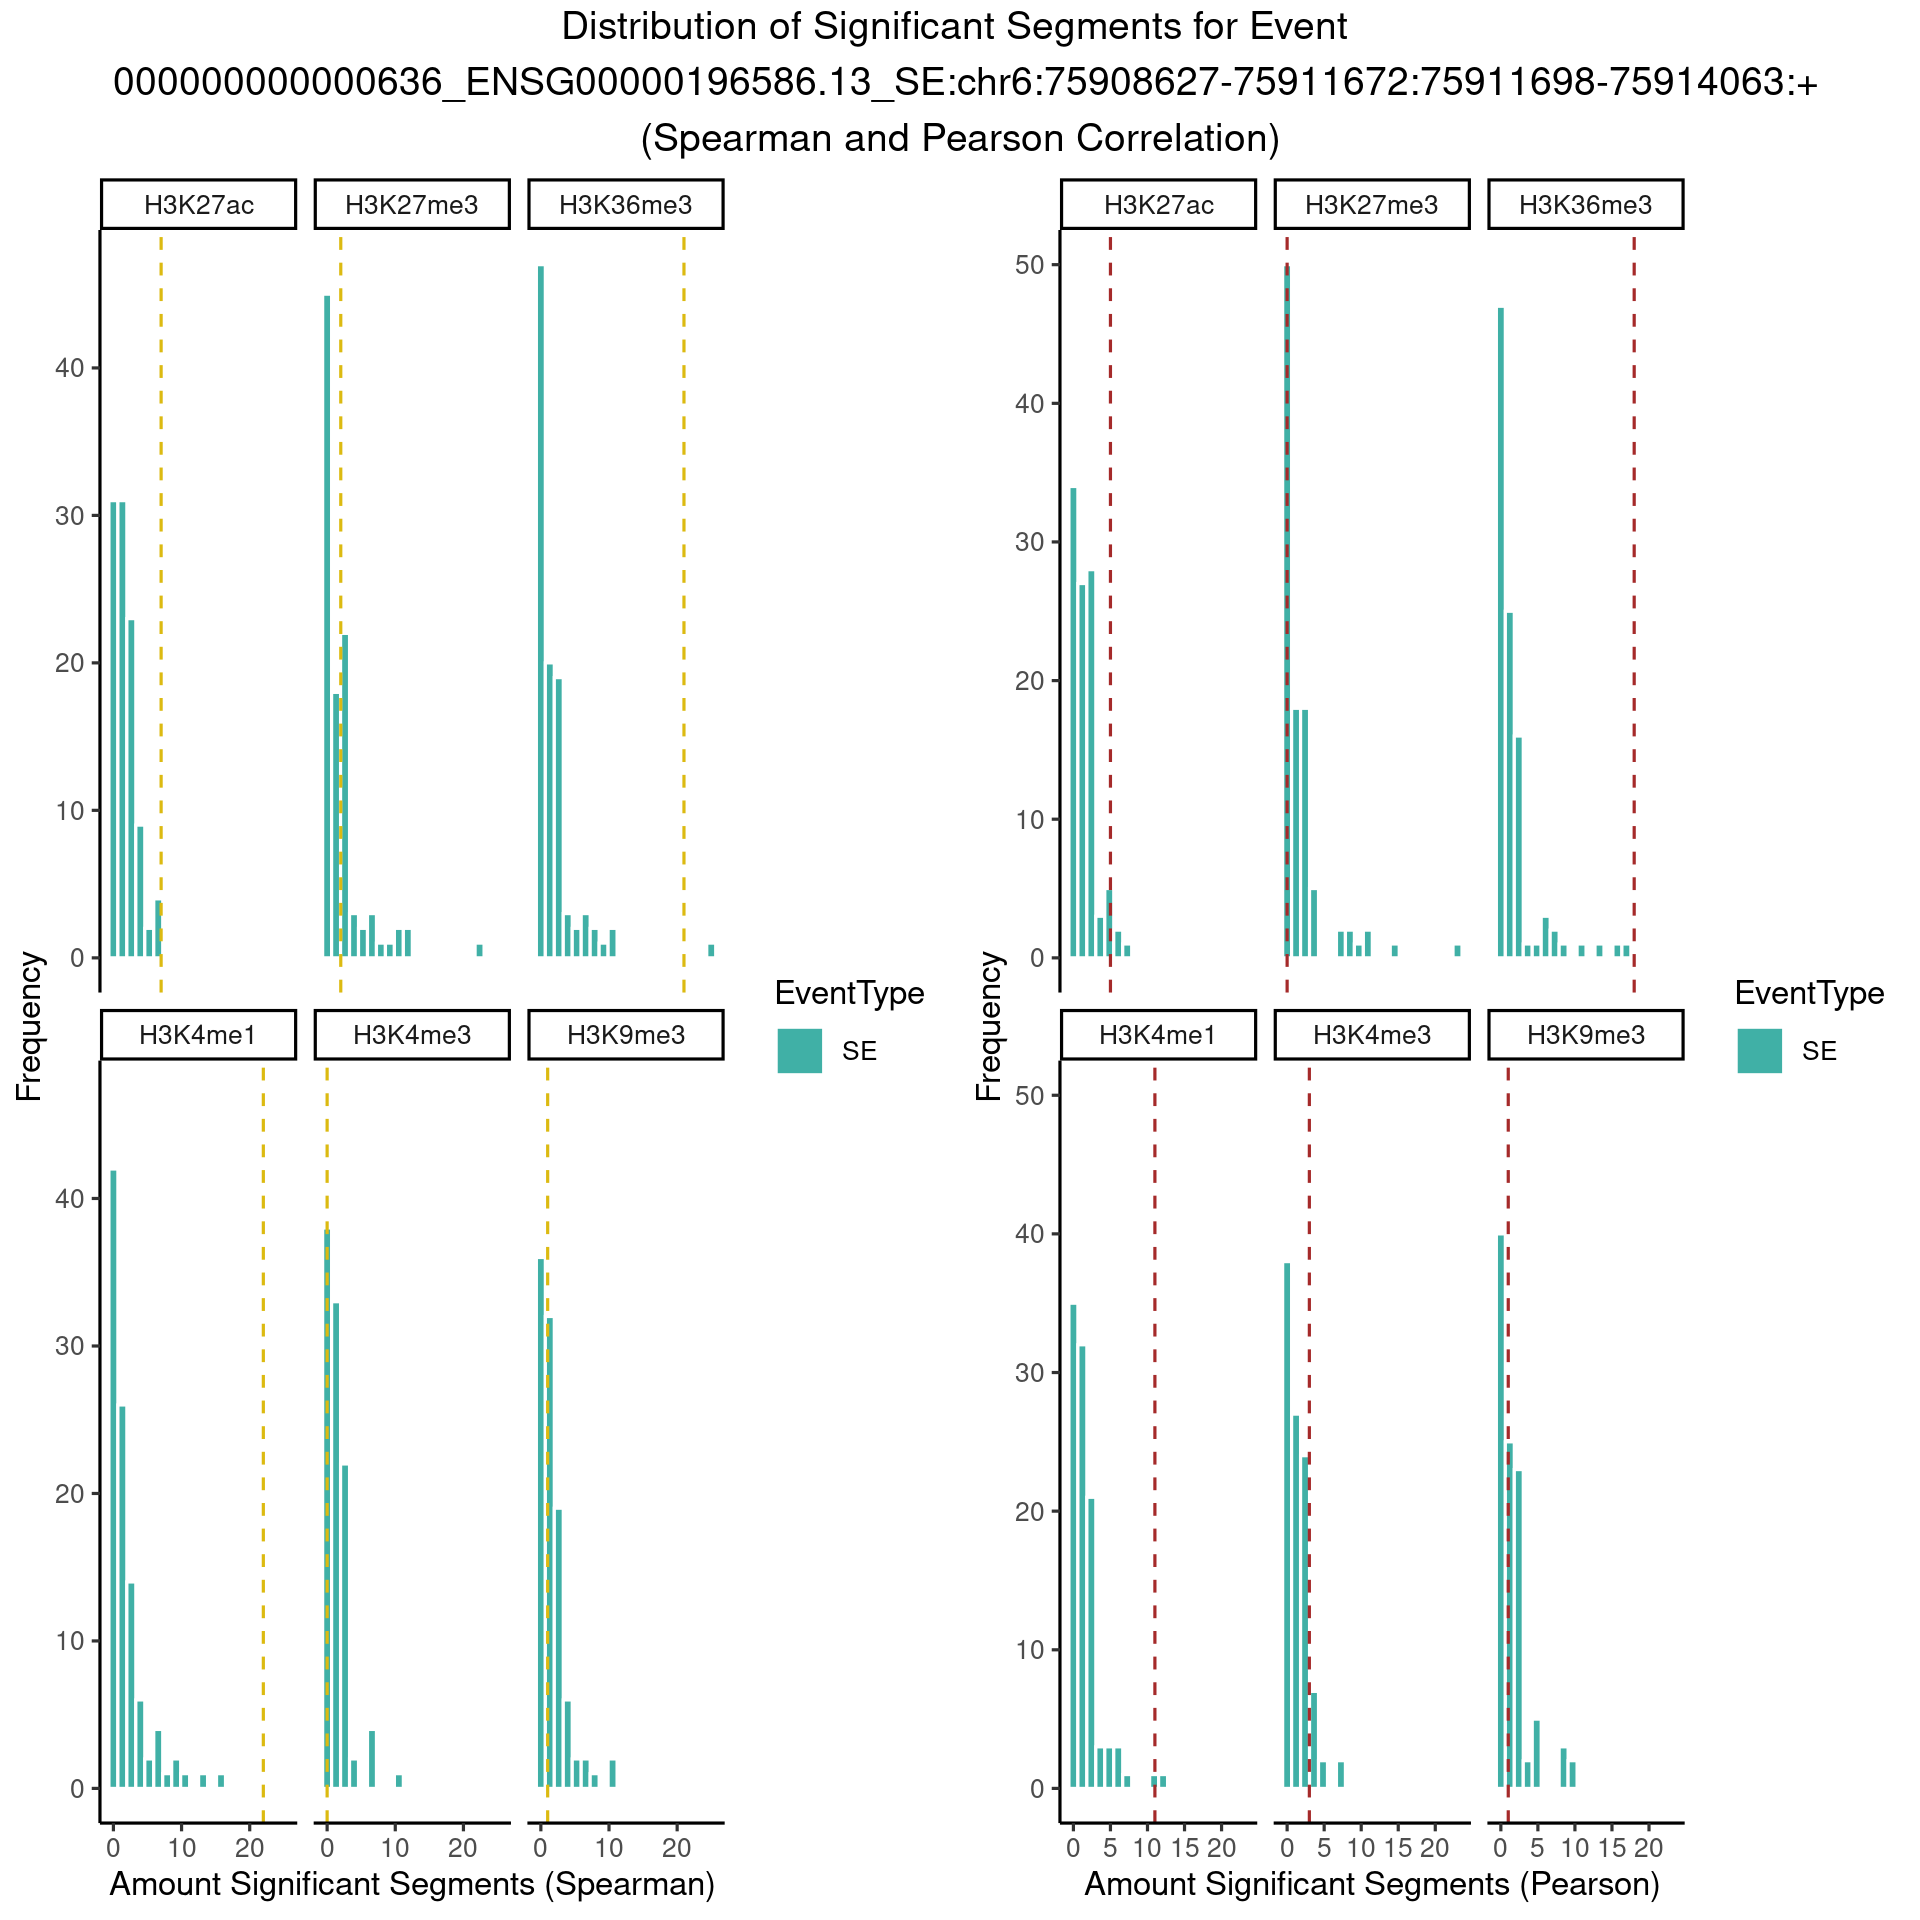 Distribution of Significant Segments for Event
000000000000636_ENSG00000196586.13_SE:chr6:75908627-75911672:75911698-75914063:+
(Spearman and Pearson Correlation)
H3K27ac H3K27me3 H3K36me3
40
30
20
10
0
H3K4me1 H3K4me3 H3K9me3
40
30
20
10
0
0 10 20 0 10 20 0 10 20
Frequency
Amount Significant Segments (Spearman)
EventType
SE
H3K27ac H3K27me3 H3K36me3
50
40
30
20
10
0
H3K4me1 H3K4me3 H3K9me3
50
40
30
20
10
0
0 5 10 15 20 0 5 10 15 20 0 5 10 15 20
Frequency
Amount Significant Segments (Pearson)
EventType
SE